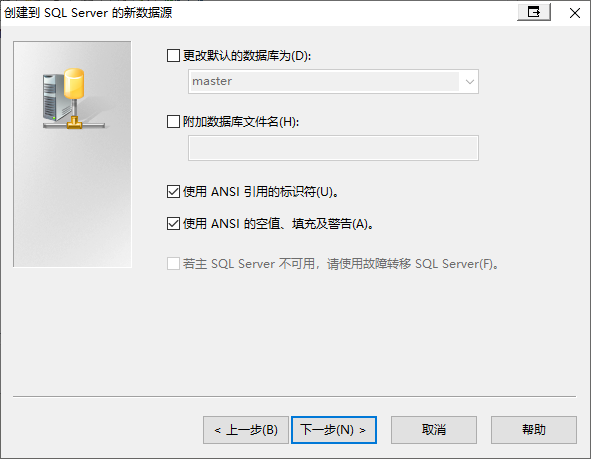 创建到 SQL Server 的新数据源
更改默认的数据库为(D):
master
附加数据库文件名(H):
使用 ANSI 引用的标识符(U)。
使用 ANSI 的空值、填充及警告(A)。
若主 SQL Server 不可用，请使用故障转移 SQL Server(F)。
< 上一步(B)
下一步(N) >
取消
帮助